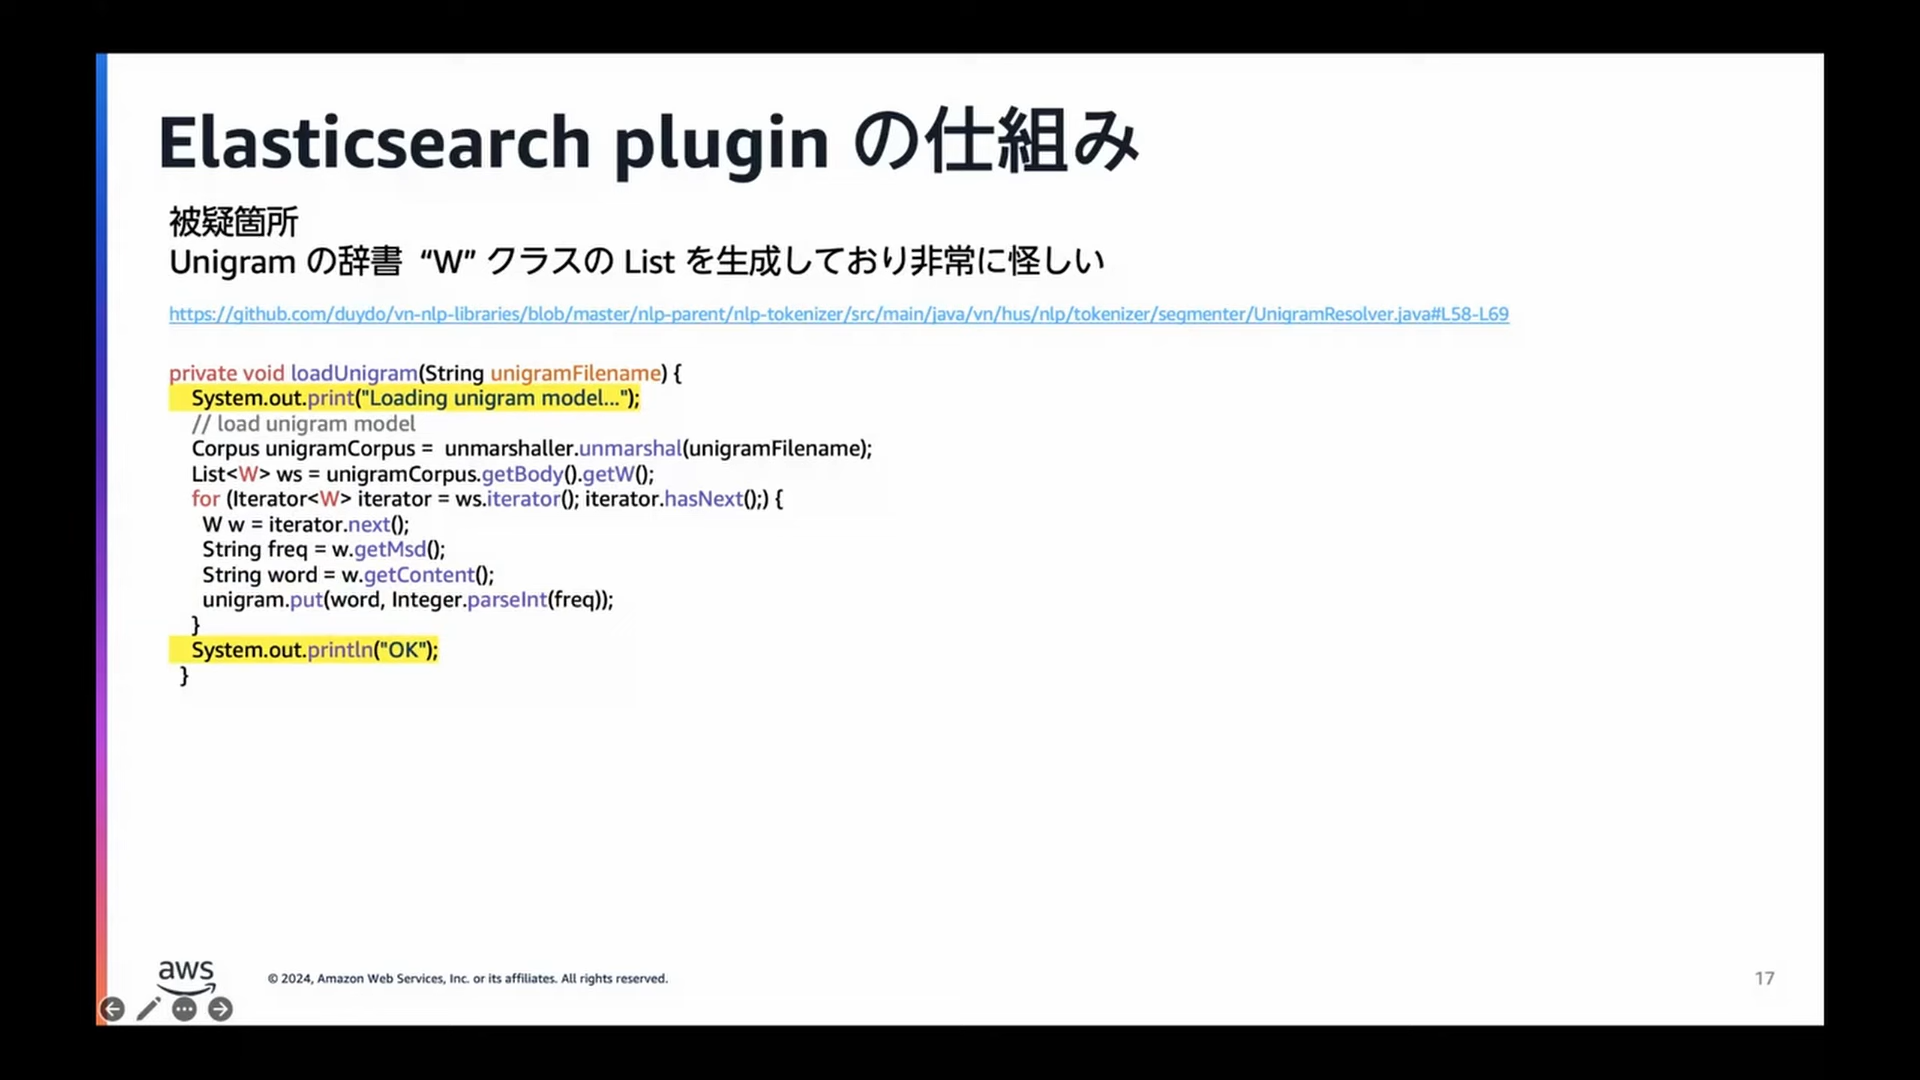 Elasticsearch plugin の仕組み
被疑箇所
Unigram の辞書 “W” クラスの List を生成しており非常に怪しい
https://github.com/duydo/vn-nlp-libraries/blob/master/nlp-parent/nlp-tokenizer/src/main/java/vn/hus/nlp/tokenizer/segmenter/UnigramResolver.java#L58-L69
private void loadUnigram(String unigramFilename) {
System.out.print("Loading unigram model...");
// load unigram model
Corpus unigramCorpus = unmarshaller.unmarshal(unigramFilename);
List<W> ws = unigramCorpus.getBody().getW();
for (Iterator<W> iterator = ws.iterator(); iterator.hasNext();) {
W w = iterator.next();
String freq = w.getMsd();
String word = w.getContent();
unigram.put(word, Integer.parseInt(freq));
}
System.out.println("OK");
}
aws
© 2024, Amazon Web Services, Inc. or its affiliates. All rights reserved.
17